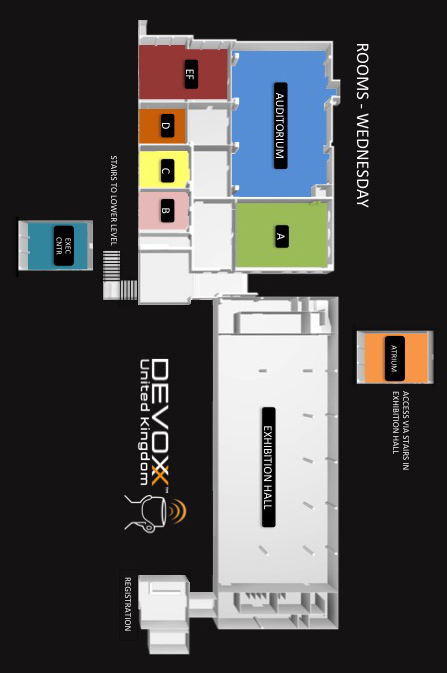 ROOMS - WEDNESDAY
EF
AUDITORIUM
D
C
B
A
STAIRS TO LOWER LEVEL
EXEC
CNTR
ATRIUM
ACCESS VIA STAIRS IN
EXHIBITION HALL
EXHIBITION HALL
DEVOXX™
United Kingdom
REGISTRATION